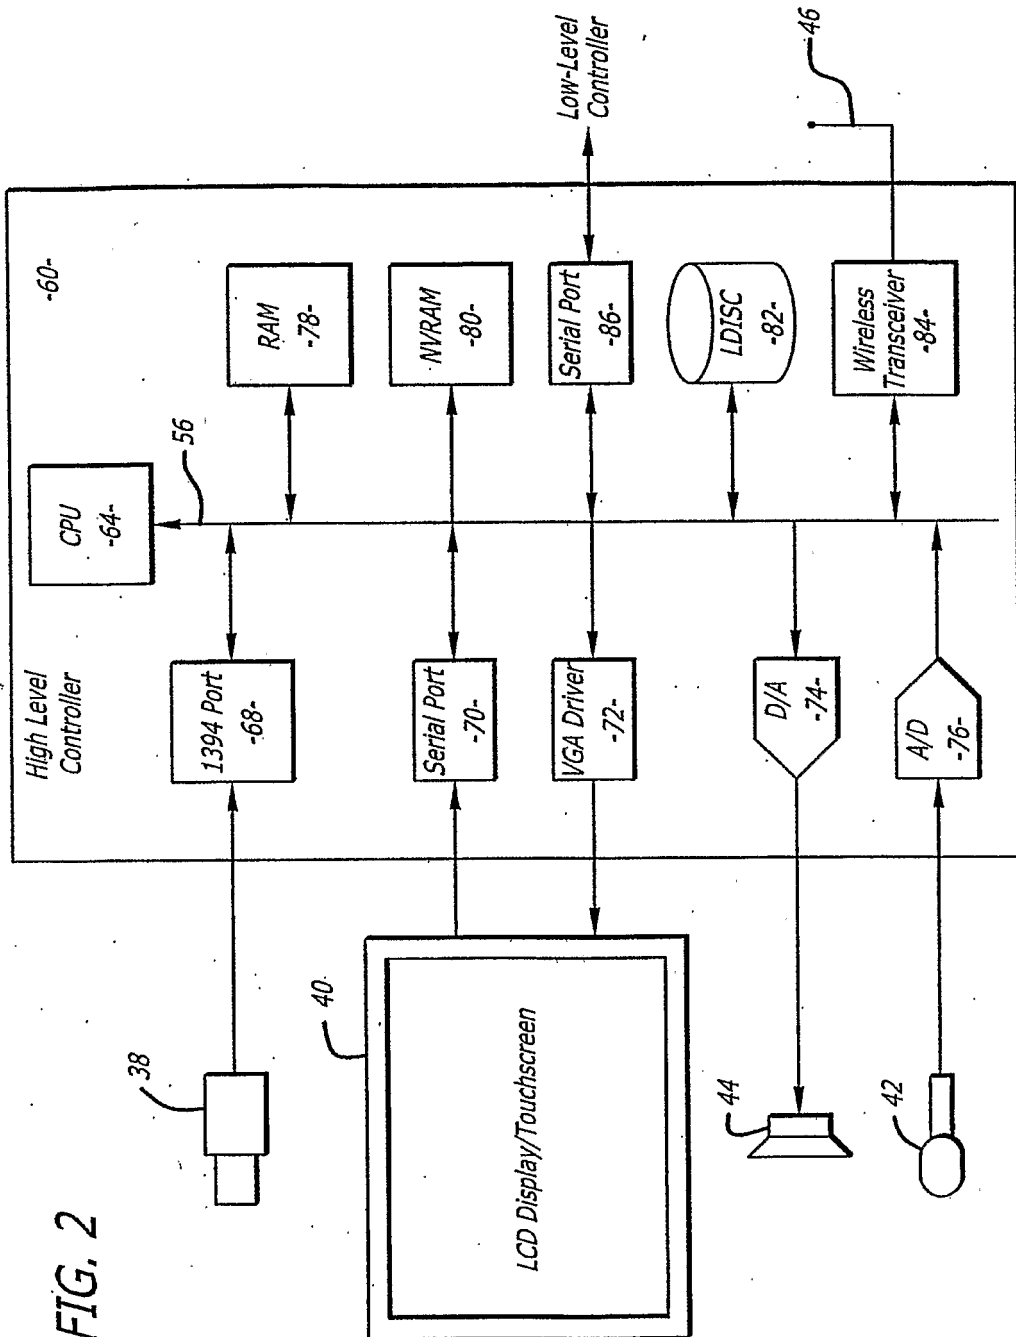 FIG. 2
High Level
Controller
-60-
CPU
-64-
56
38
1394 Port
-68-
RAM
-78-
40
LCD Display/Touchscreen
Serial Port
-70-
NVRAM
-80-
VGA Driver
-72-
Serial Port
-86-
Low-Level
Controller
44
D/A
-74-
LDISC
-82-
42
A/D
-76-
Wireless
Transceiver
-84-
46